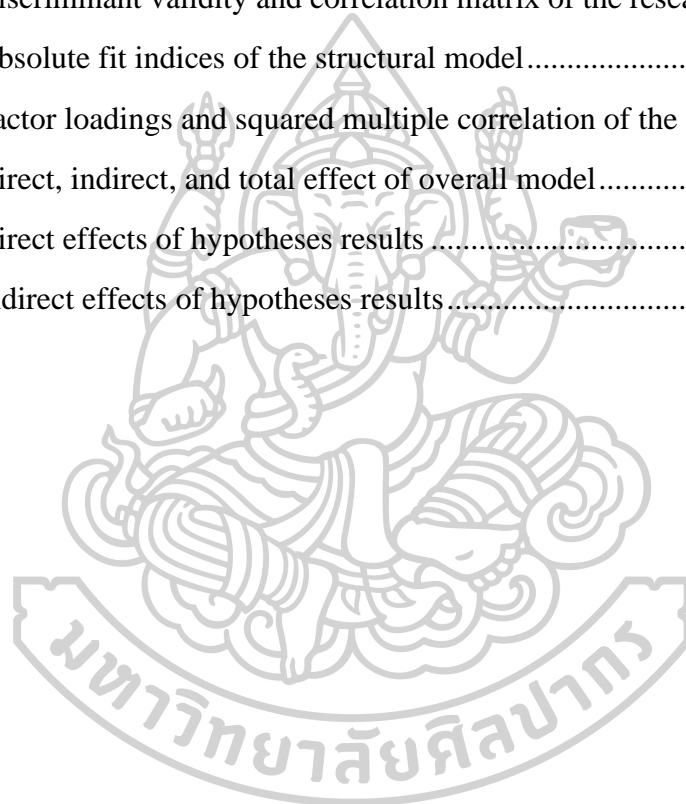 iscriminant validity and correlation matrix of the resea
bsolute fit indices of the structural model.......................
actor loadings and squared multiple correlation of the
irect, indirect, and total effect of overall model............
irect effects of hypotheses results ....................................
ndirect effects of hypotheses results..................................
มหาวิทยาลัยศิลปากร